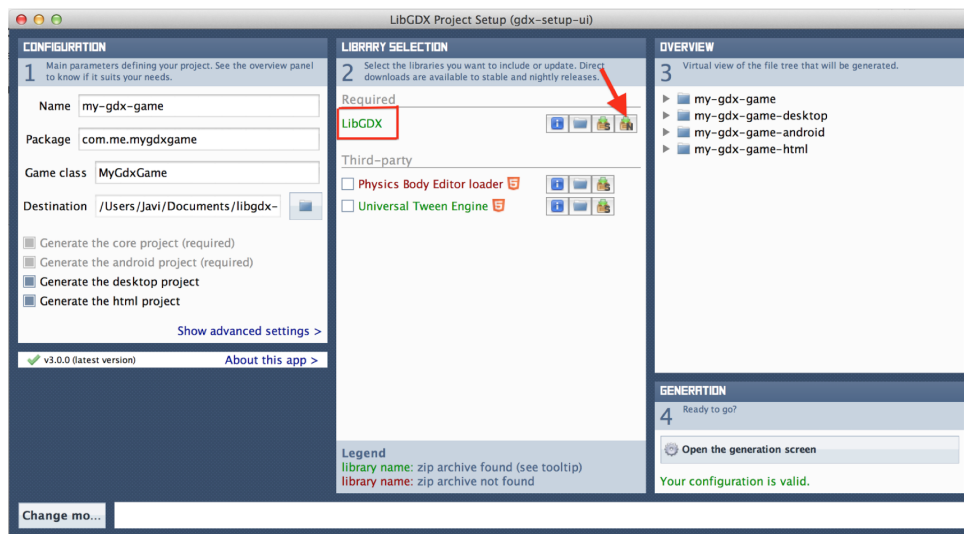 LibGDX Project Setup (gdx-setup-ui)
CONFIGURATION
1
Main parameters defining your project. See the overview panel
to know if it suits your needs.
Name my-gdx-game
Package com.me.mygdxgame
Game class MyGdxGame
Destination /Users/Javi/Documents/libgdx-
Generate the core project (required)
Generate the android project (required)
Generate the desktop project
Generate the html project
Show advanced settings >
v3.0.0 (latest version) About this app >
LIBRARY SELECTION
2
Select the libraries you want to include or update. Direct
downloads are available to stable and nightly releases.
Required
LibGDX
Third-party
Physics Body Editor loader
Universal Tween Engine
Legend
library name: zip archive found (see tooltip)
library name: zip archive not found
OVERVIEW
3
Virtual view of the file tree that will be generated.
my-gdx-game
my-gdx-game-desktop
my-gdx-game-android
my-gdx-game-html
GENERATION
4
Ready to go?
Open the generation screen
Your configuration is valid.
Change mo...